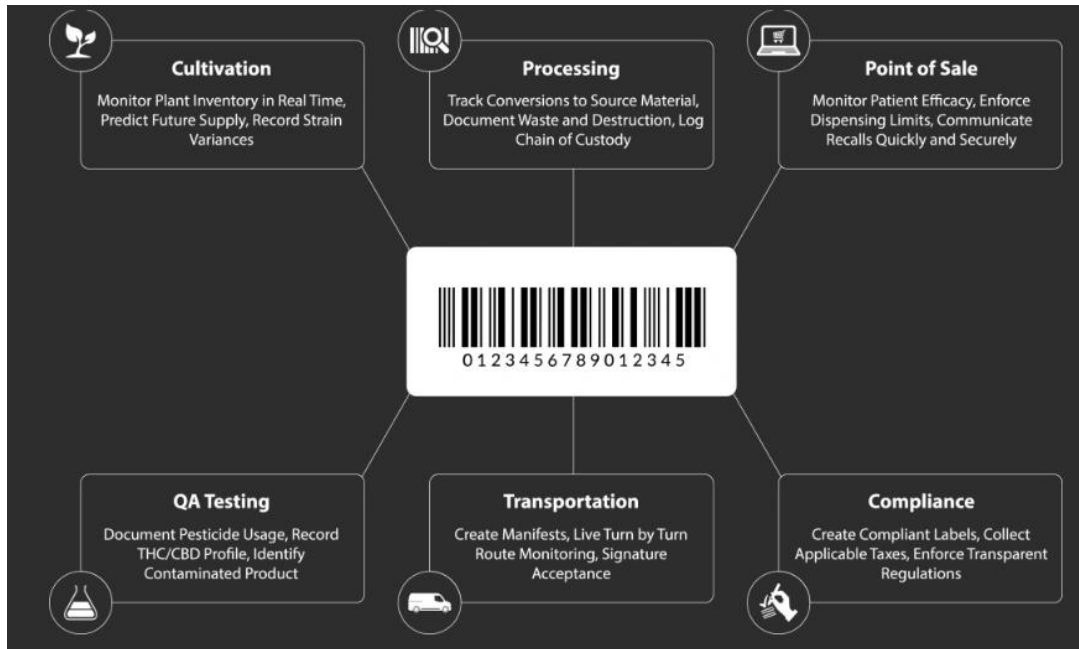 Cultivation
Monitor Plant Inventory in Real Time,
Predict Future Supply, Record Strain
Variances
Processing
Track Conversions to Source Material,
Document Waste and Destruction, Log
Chain of Custody
Point of Sale
Monitor Patient Efficacy, Enforce
Dispensing Limits, Communicate
Recalls Quickly and Securely
0123456789012345
QA Testing
Document Pesticide Usage, Record
THC/CBD Profile, Identify
Contaminated Product
Transportation
Create Manifests, Live Turn by Turn
Route Monitoring, Signature
Acceptance
Compliance
Create Compliant Labels, Collect
Applicable Taxes, Enforce Transparent
Regulations